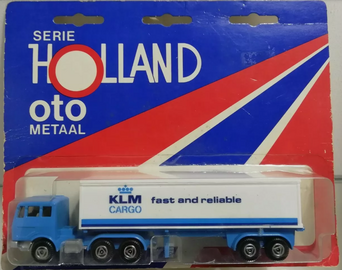 SERIE
HOLLAND
oto
METAAL
KLM
CARGO
fast and reliable